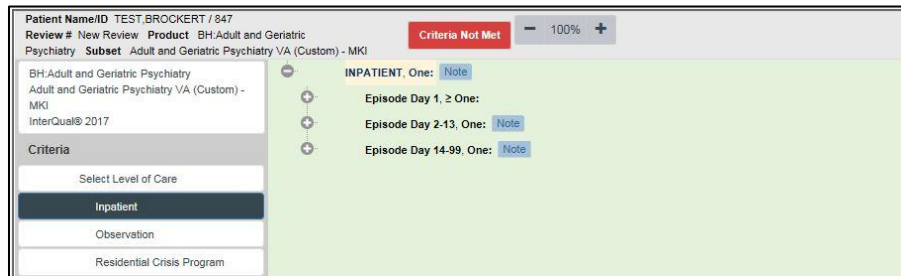 Patient Name/ID TEST,BROCKERT / 847
Review # New Review Product BH:Adult and Geriatric
Psychiatry Subset Adult and Geriatric Psychiatry VA (Custom) - MKI
Criteria Not Met
− 100% +
BH:Adult and Geriatric Psychiatry
Adult and Geriatric Psychiatry VA (Custom) -
MKI
InterQual® 2017
Criteria
Select Level of Care
Inpatient
Observation
Residential Crisis Program
INPATIENT, One: Note
Episode Day 1, ≥ One:
Episode Day 2-13, One: Note
Episode Day 14-99, One: Note